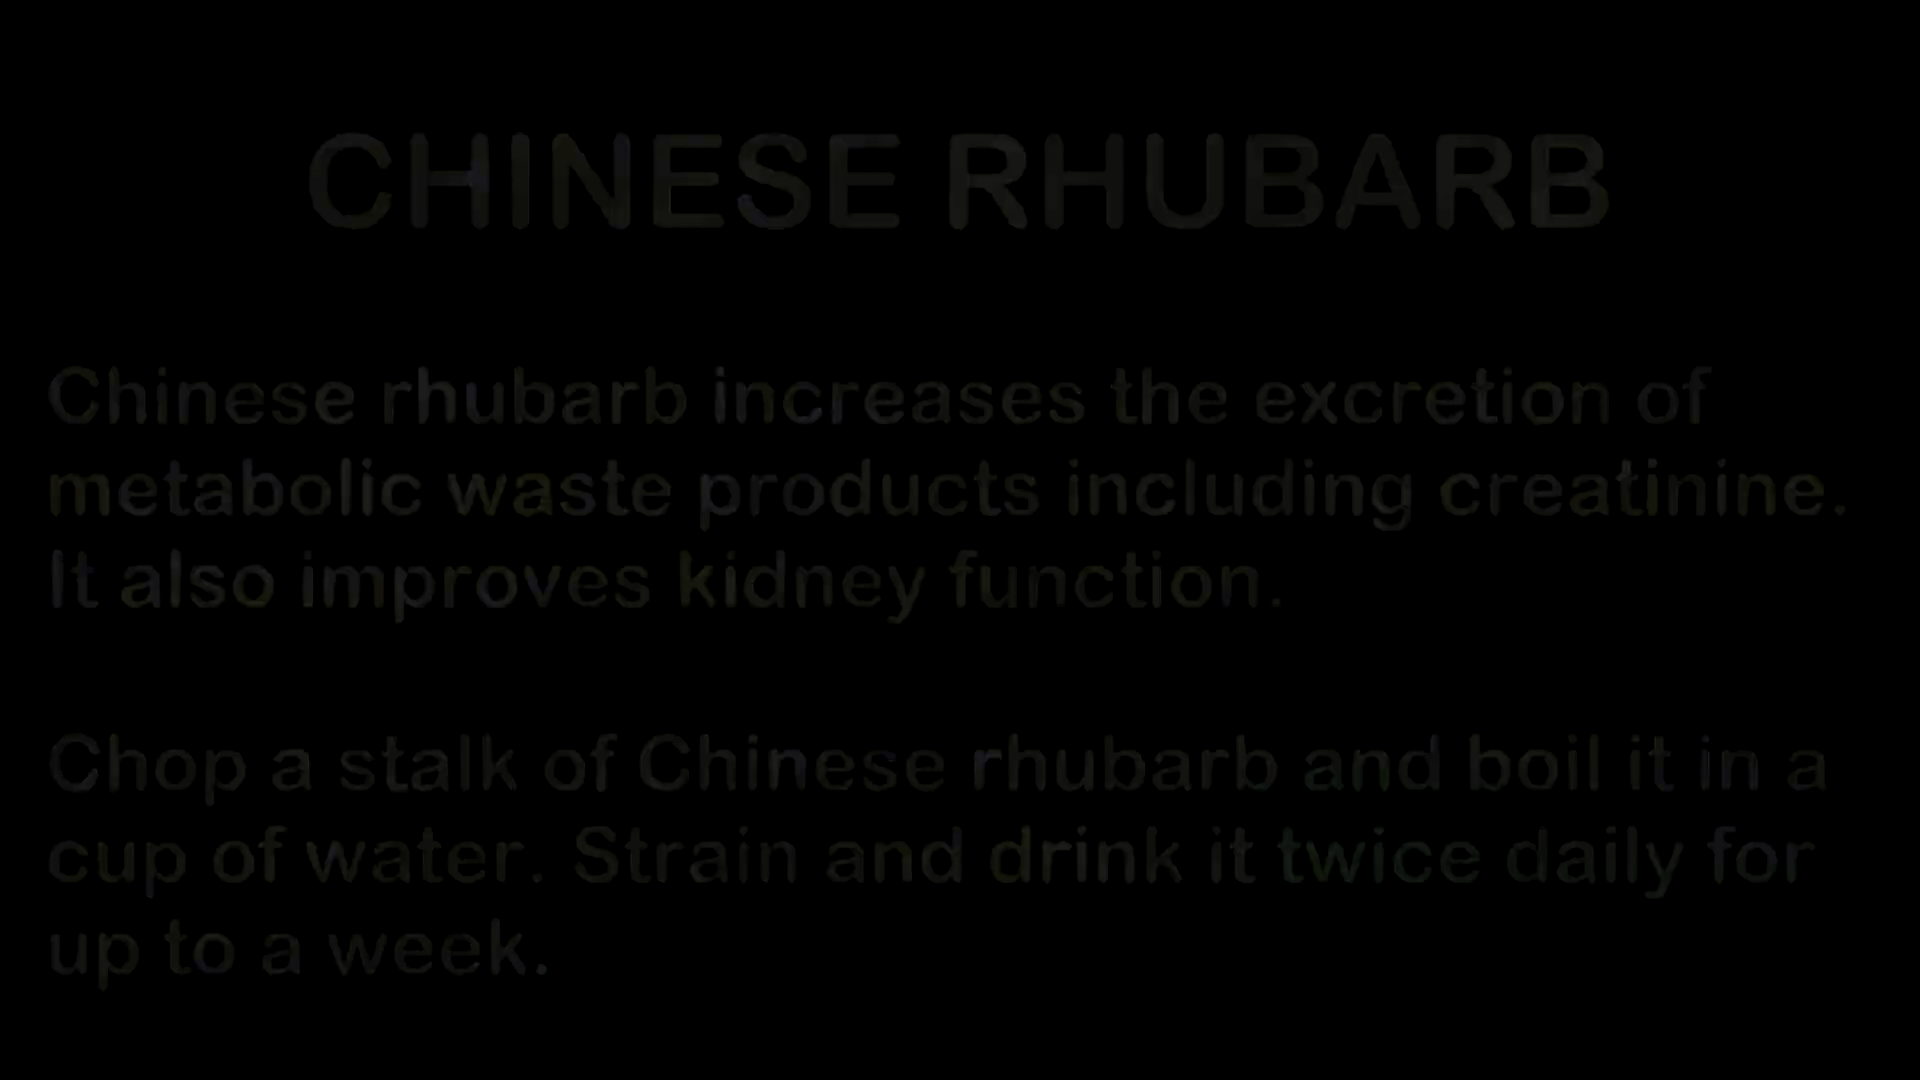 CHINESE RHUBARB
Chinese rhubarb increases the excretion of
metabolic waste products including creatinine.
It also improves kidney function.
Chop a stalk of Chinese rhubarb and boil it in a
cup of water. Strain and drink it twice daily for
up to a week.